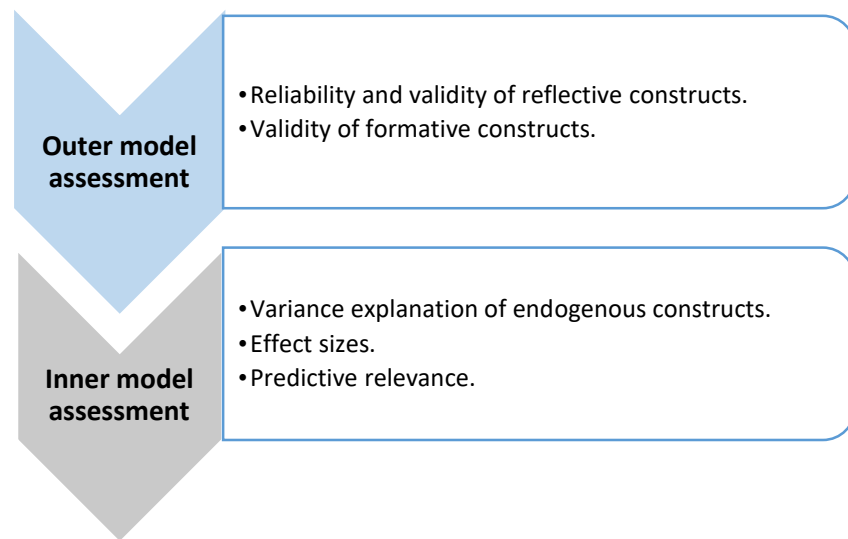 Outer model
assessment
•Reliability and validity of reflective constructs.
•Validity of formative constructs.
Inner model
assessment
•Variance explanation of endogenous constructs.
•Effect sizes.
•Predictive relevance.